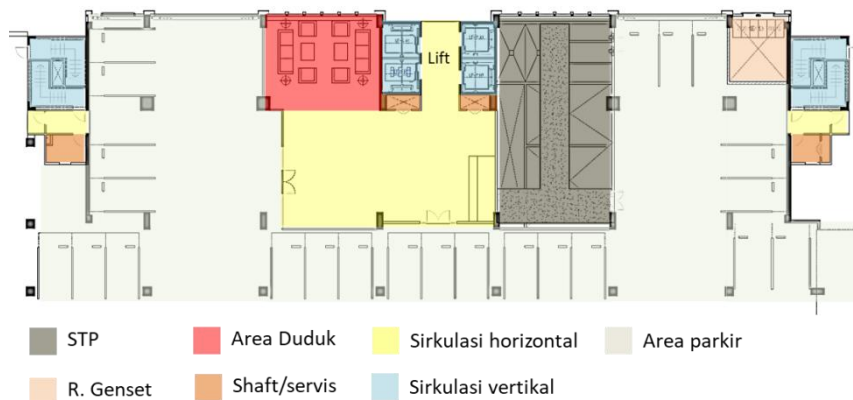 Lift
STP
Area Duduk
Sirkulasi horizontal
Area parkir
R. Genset
Shaft/servis
Sirkulasi vertikal